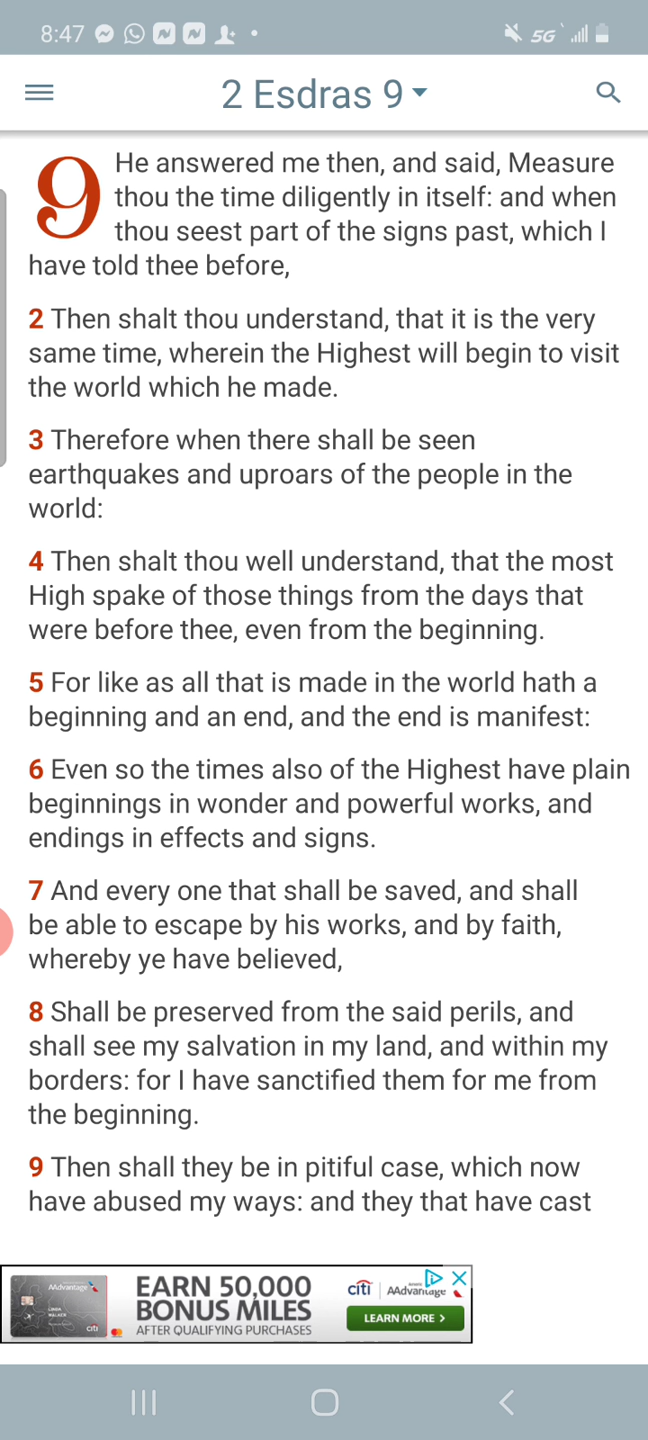 8:47
5G
2 Esdras 9
9 He answered me then, and said, Measure
thou the time diligently in itself: and when
thou seest part of the signs past, which I
have told thee before,
2 Then shalt thou understand, that it is the very
same time, wherein the Highest will begin to visit
the world which he made.
3 Therefore when there shall be seen
earthquakes and uproars of the people in the
world:
4 Then shalt thou well understand, that the most
High spake of those things from the days that
were before thee, even from the beginning.
5 For like as all that is made in the world hath a
beginning and an end, and the end is manifest:
6 Even so the times also of the Highest have plain
beginnings in wonder and powerful works, and
endings in effects and signs.
7 And every one that shall be saved, and shall
be able to escape by his works, and by faith,
whereby ye have believed,
8 Shall be preserved from the said perils, and
shall see my salvation in my land, and within my
borders: for I have sanctified them for me from
the beginning.
9 Then shall they be in pitiful case, which now
have abused my ways: and they that have cast
AAdvantage
LINDA
WALKER
citi
EARN 50,000
BONUS MILES
AFTER QUALIFYING PURCHASES
citi AAdvantage
LEARN MORE >